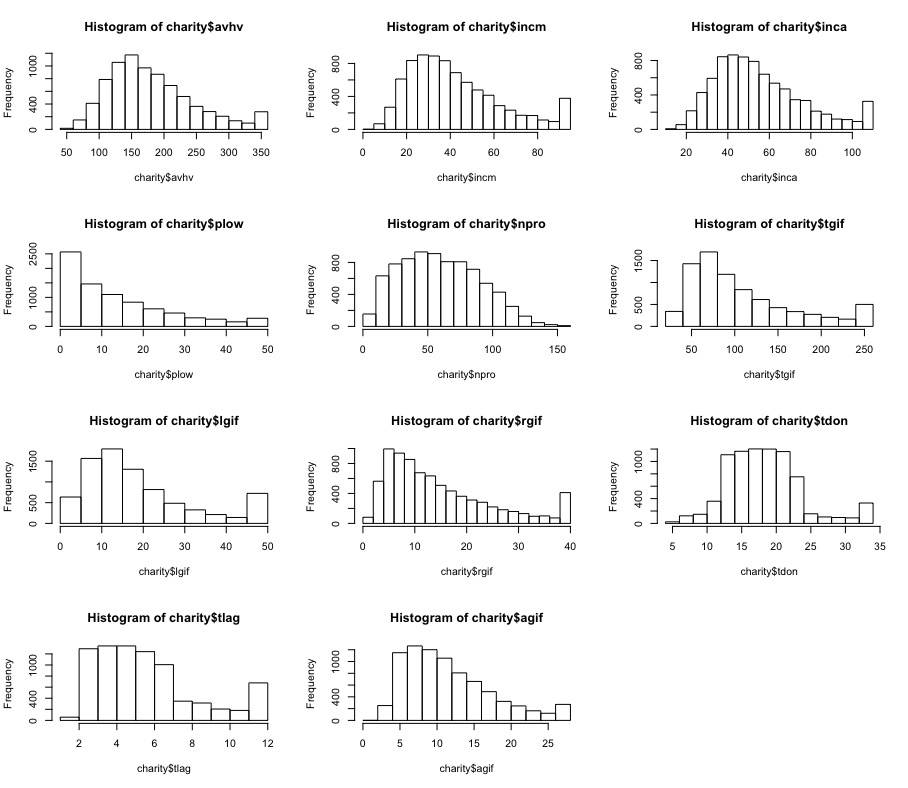 Histogram of charity$avhv
Frequency
0 400 1000
50 100 150 200 250 300 350
charity$avhv
Histogram of charity$incm
Frequency
0 400 800
0 20 40 60 80
charity$incm
Histogram of charity$inca
Frequency
0 400 800
20 40 60 80 100
charity$inca
Histogram of charity$plow
Frequency
0 1000 2500
0 10 20 30 40 50
charity$plow
Histogram of charity$npro
Frequency
0 400 800
0 50 100 150
charity$npro
Histogram of charity$tgif
Frequency
0 500 1500
50 100 150 200 250
charity$tgif
Histogram of charity$lgif
Frequency
0 500 1500
0 10 20 30 40 50
charity$lgif
Histogram of charity$rgif
Frequency
0 400 800
0 10 20 30 40
charity$rgif
Histogram of charity$tdon
Frequency
0 400 1000
5 10 15 20 25 30 35
charity$tdon
Histogram of charity$tlag
Frequency
0 400 1000
2 4 6 8 10 12
charity$tlag
Histogram of charity$agif
Frequency
0 400 1000
0 5 10 15 20 25
charity$agif